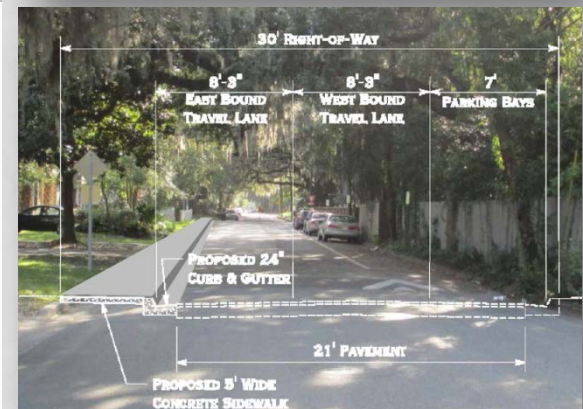 30' RIGHT-OF-WAY
8'-3" 8'-3" 7'
EAST BOUND WEST BOUND PARKING BAYS
TRAVEL LANE TRAVEL LANE
PROPOSED 24"
CURB & GUTTER
21' PAVEMENT
PROPOSED 5' WIDE
CONCRETE SIDEWALK